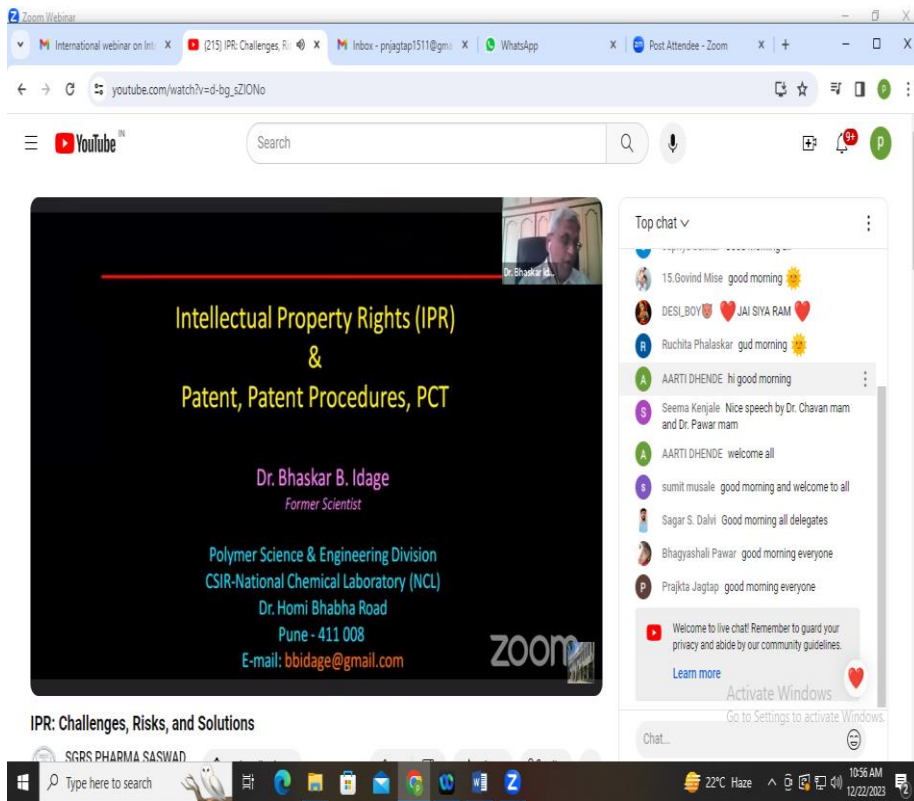 Zoom Webinar
International webinar on Int
(215) IPR: Challenges, Ri
Inbox - pnjagtap1511@gma
WhatsApp
Post Attendee - Zoom
youtube.com/watch?v=d-bg_sZIONo
YouTube IN
Search
9+
P
Dr. Bhaskar Id...
Intellectual Property Rights (IPR)
&
Patent, Patent Procedures, PCT
Dr. Bhaskar B. Idage
Former Scientist
Polymer Science & Engineering Division
CSIR-National Chemical Laboratory (NCL)
Dr. Homi Bhabha Road
Pune - 411 008
E-mail: bbidage@gmail.com
zoom
IPR: Challenges, Risks, and Solutions
SGRS PHARMA SASWAD
Top chat
15.Govind Mise good morning
DESI_BOY JAI SIYA RAM
R Ruchita Phalaskar gud morning
A AARTI DHENDE hi good morning
S Seema Kenjale Nice speech by Dr. Chavan mam
and Dr. Pawar mam
A AARTI DHENDE welcome all
s sumit musale good morning and welcome to all
Sagar S. Dalvi Good morning all delegates
Bhagyashali Pawar good morning everyone
P Prajkta Jagtap good morning everyone
Welcome to live chat! Remember to guard your
privacy and abide by our community guidelines.
Learn more
Activate Windows
Go to Settings to activate Windows.
Chat...
Type here to search
22°C Haze
10:56 AM
12/22/2023
2